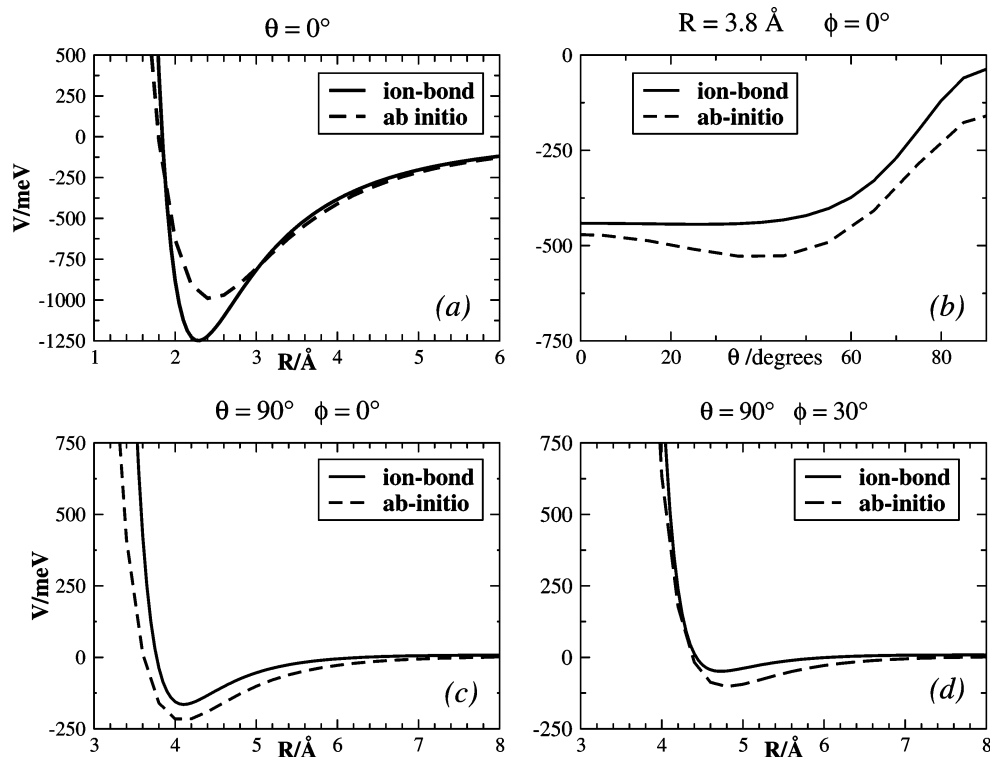 θ = 0°
500
250
0
-250
-500
-750
-1000
-1250
V/meV
ion-bond
ab initio
(a)
1 2 3 4 5 6
R/Å
R = 3.8 Å ϕ = 0°
0
-250
-500
-750
ion-bond
ab-initio
(b)
0 20 40 60 80
θ /degrees
θ = 90° ϕ = 0°
750
500
250
0
-250
V/meV
ion-bond
ab-initio
(c)
3 4 5 6 7 8
R/Å
θ = 90° ϕ = 30°
750
500
250
0
-250
ion-bond
ab-initio
(d)
3 4 5 6 7 8
R/Å